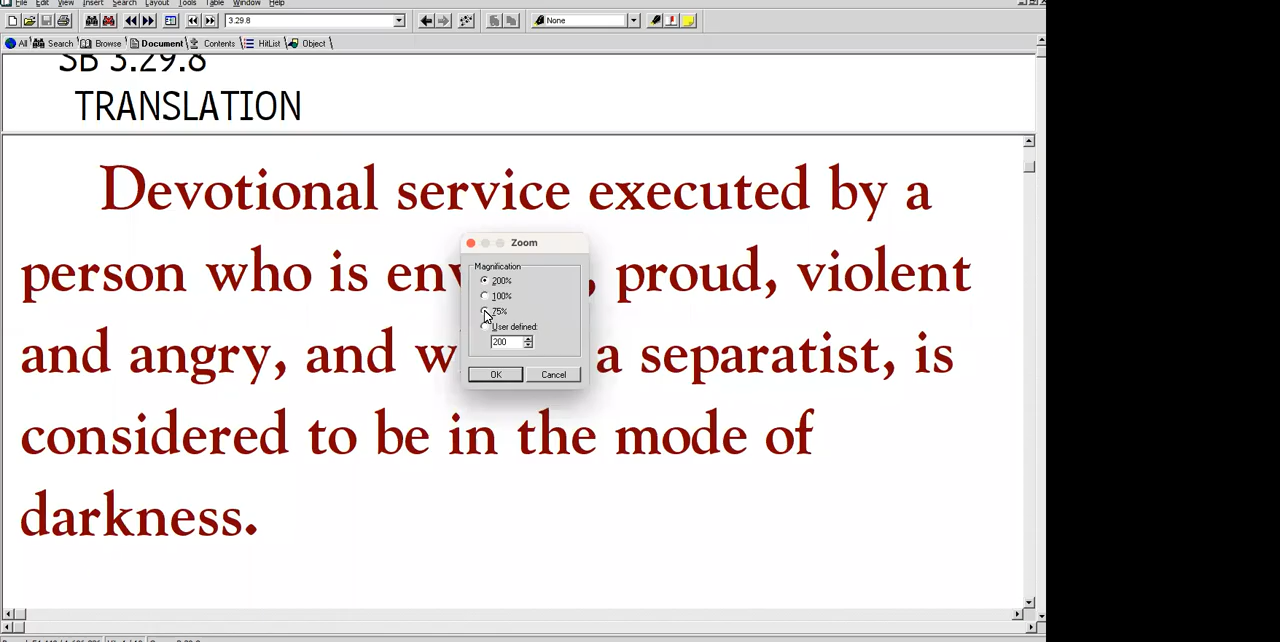 File Edit View Insert Search Layout Tools Table Window Help
3.29.8
None
All Search Browse Document Contents HitList Object
SB 3.29.8
TRANSLATION
Devotional service executed by a
person who is env , proud, violent
and angry, and w a separatist, is
considered to be in the mode of
darkness.
Zoom
Magnification
200%
100%
75%
User defined:
200
OK Cancel